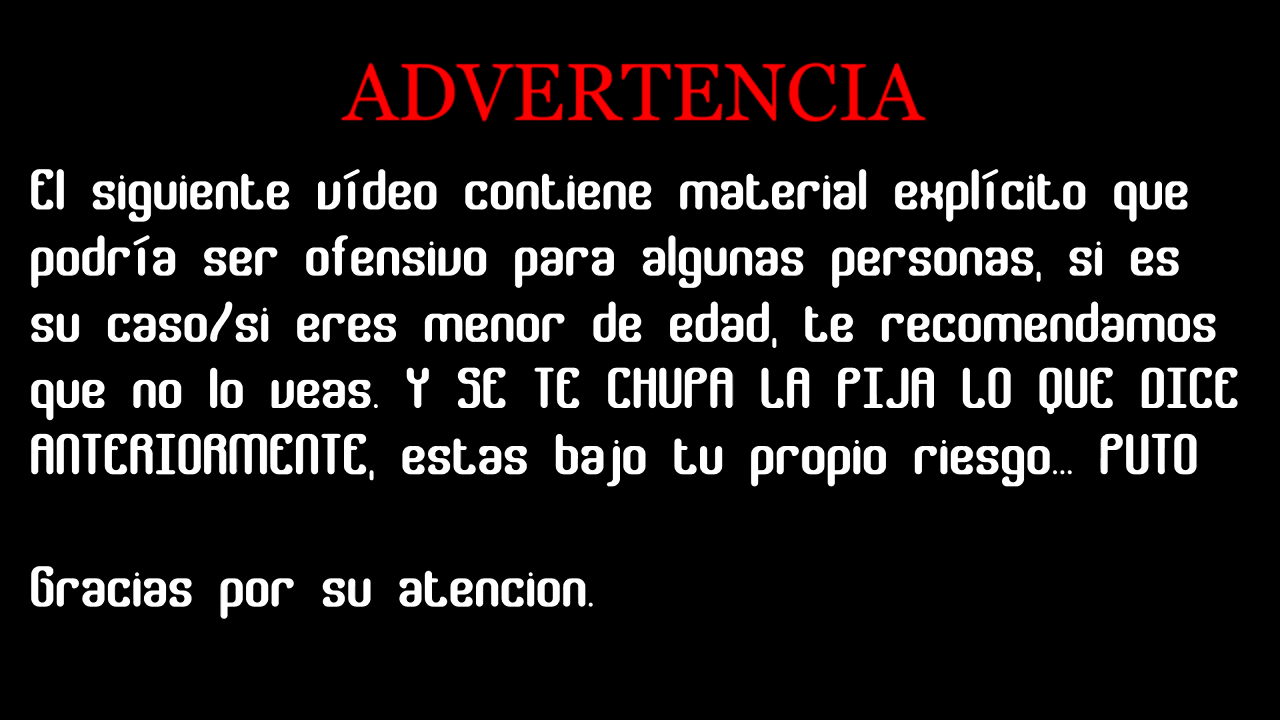 ADVERTENCIA
El siguiente vídeo contiene material explícito que
podría ser ofensivo para algunas personas, si es
su caso/si eres menor de edad, te recomendamos
que no lo veas. Y SE TE CHUPA LA PIJA LO QUE DICE
ANTERIORMENTE, estas bajo tu propio riesgo... PUTO
Gracias por su atencion.